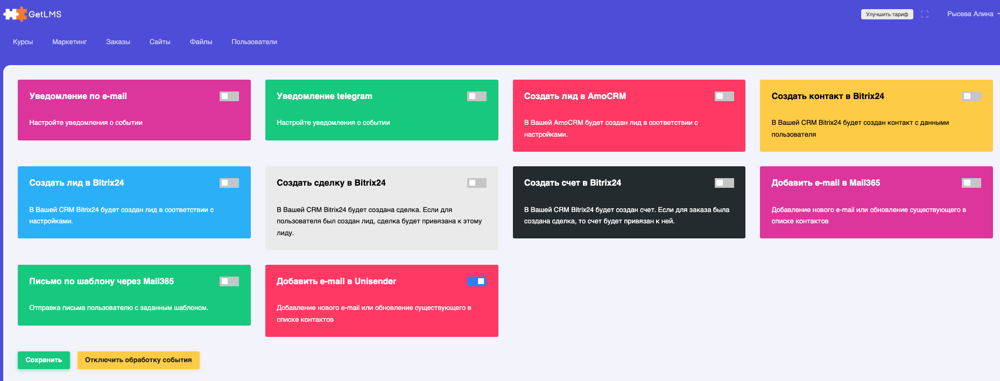 GetLMS
Улучшить тариф
Рысева Алина
Курсы
Маркетинг
Заказы
Сайты
Файлы
Пользователи
Уведомление по e-mail
Настройте уведомления о событии
Уведомление telegram
Настройте уведомления о событии
Создать лид в AmoCRM
В Вашей AmoCRM будет создан лид в соответствии с
настройками.
Создать контакт в Bitrix24
В Вашей CRM Bitrix24 будет создан контакт с данными
пользователя
Создать лид в Bitrix24
В Вашей CRM Bitrix24 будет создан лид в соответствии с
настройками.
Создать сделку в Bitrix24
В Вашей CRM Bitrix24 будет создана сделка. Если для
пользователя был создан лид, сделка будет привязана к этому
лиду.
Создать счет в Bitrix24
В Вашей CRM Bitrix24 будет создан счет. Если для заказа была
создана сделка, то счет будет привязан к ней.
Добавить e-mail в Mail365
Добавление нового e-mail или обновление существующего в
списке контактов
Письмо по шаблону через Mail365
Отправка письма пользователю с заданным шаблоном.
Добавить e-mail в Unisender
Добавление нового e-mail или обновление существующего в
списке контактов
Сохранить
Отключить обработку события